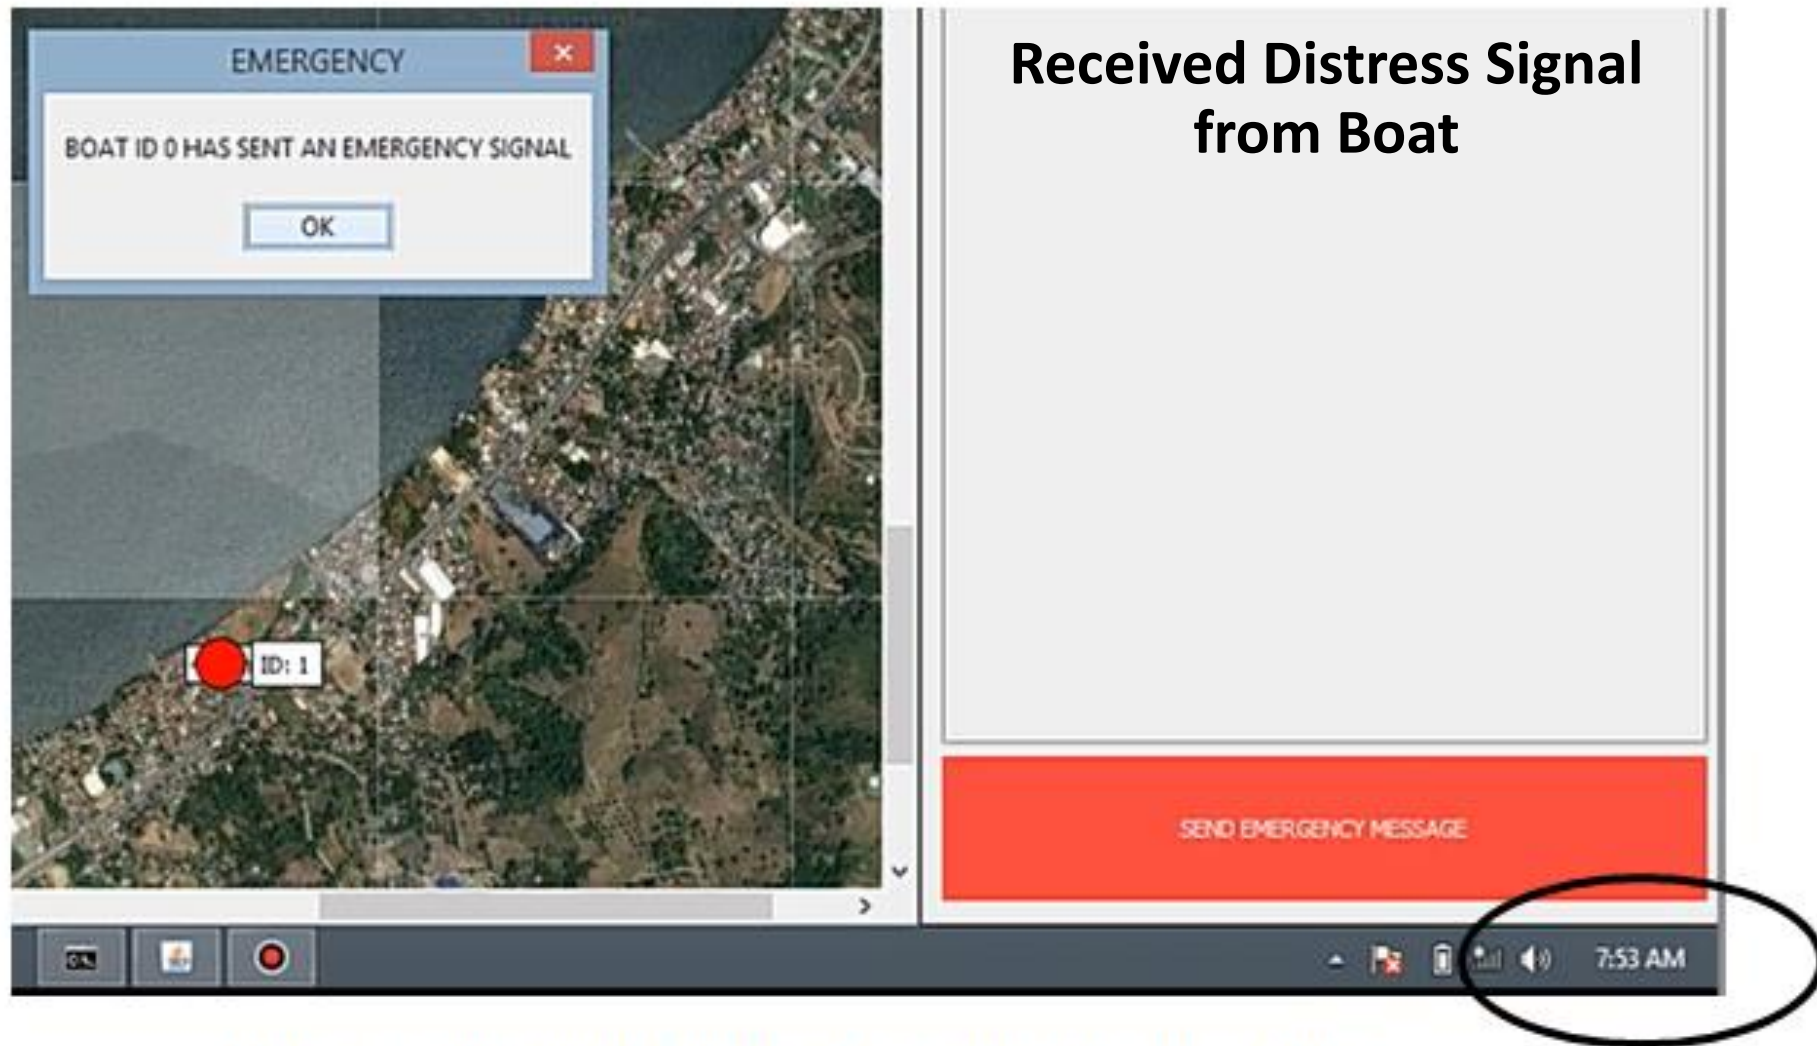 EMERGENCY
BOAT ID 0 HAS SENT AN EMERGENCY SIGNAL
OK
Received Distress Signal
from Boat
ID: 1
SEND EMERGENCY MESSAGE
7:53 AM